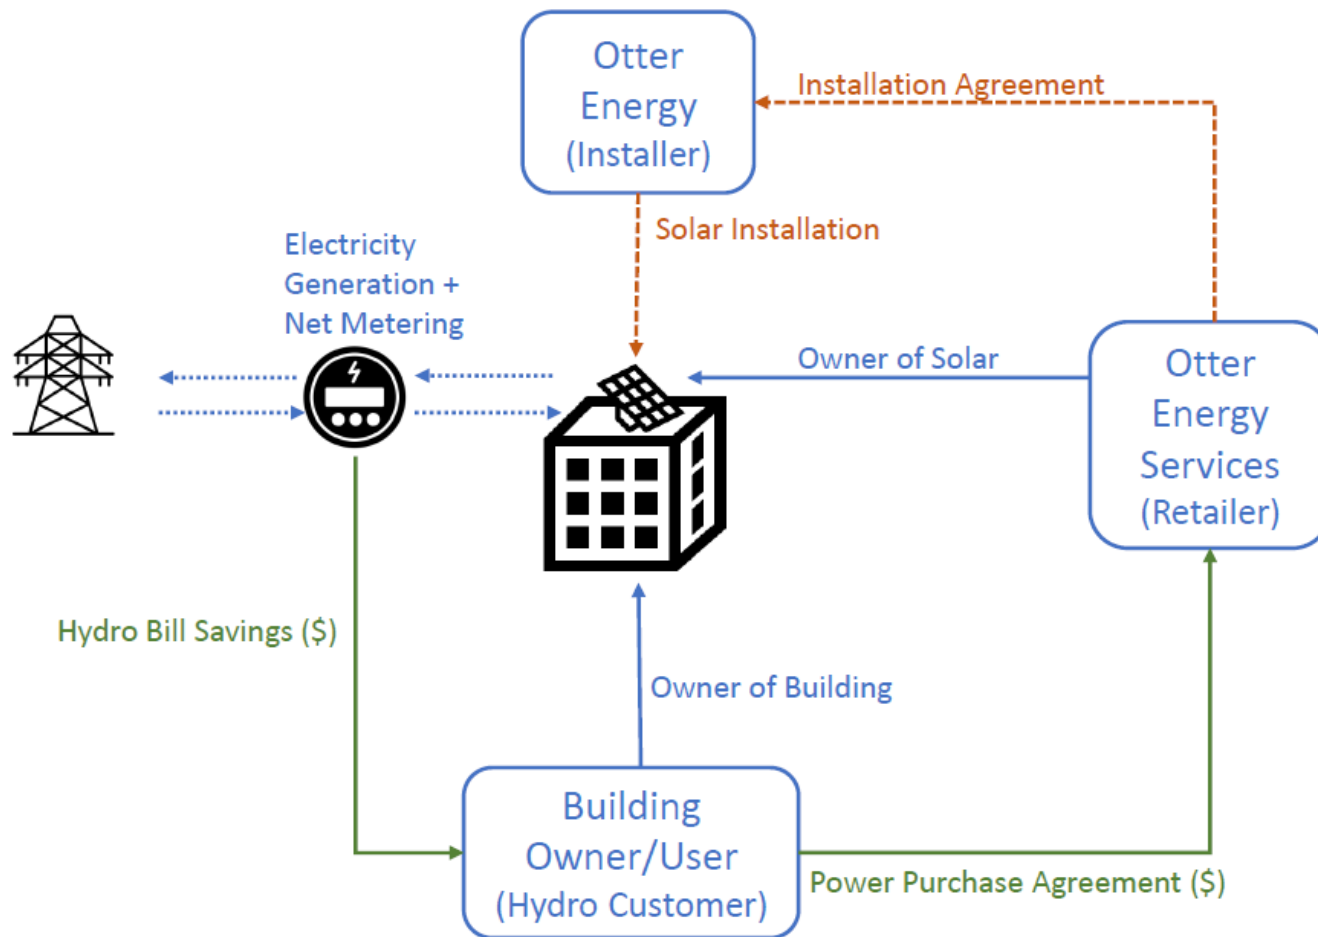 Otter
Energy
(Installer)
Installation Agreement
Solar Installation
Electricity
Generation +
Net Metering
Owner of Solar
Otter
Energy
Services
(Retailer)
Hydro Bill Savings ($)
Owner of Building
Building
Owner/User
(Hydro Customer)
Power Purchase Agreement ($)